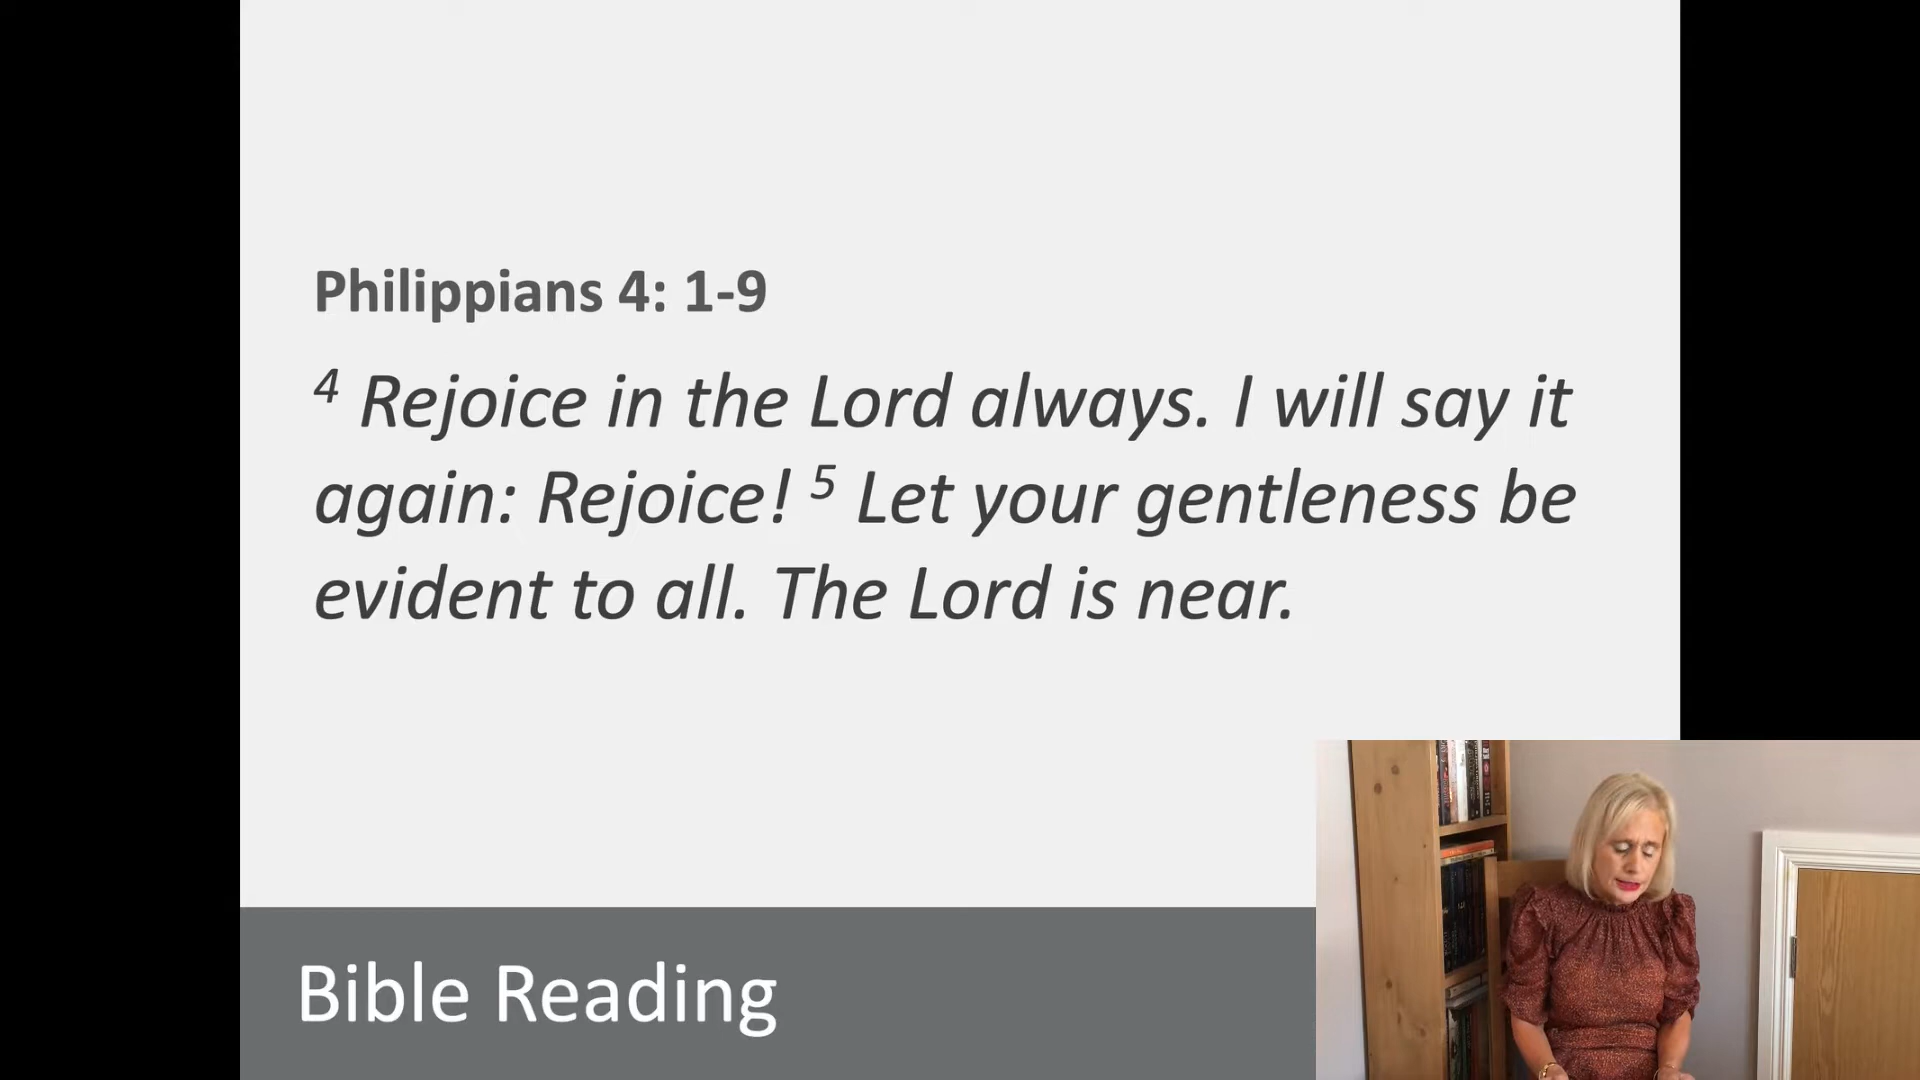 Philippians 4: 1-9
4 Rejoice in the Lord always. I will say it
again: Rejoice! 5 Let your gentleness be
evident to all. The Lord is near.
Bible Reading